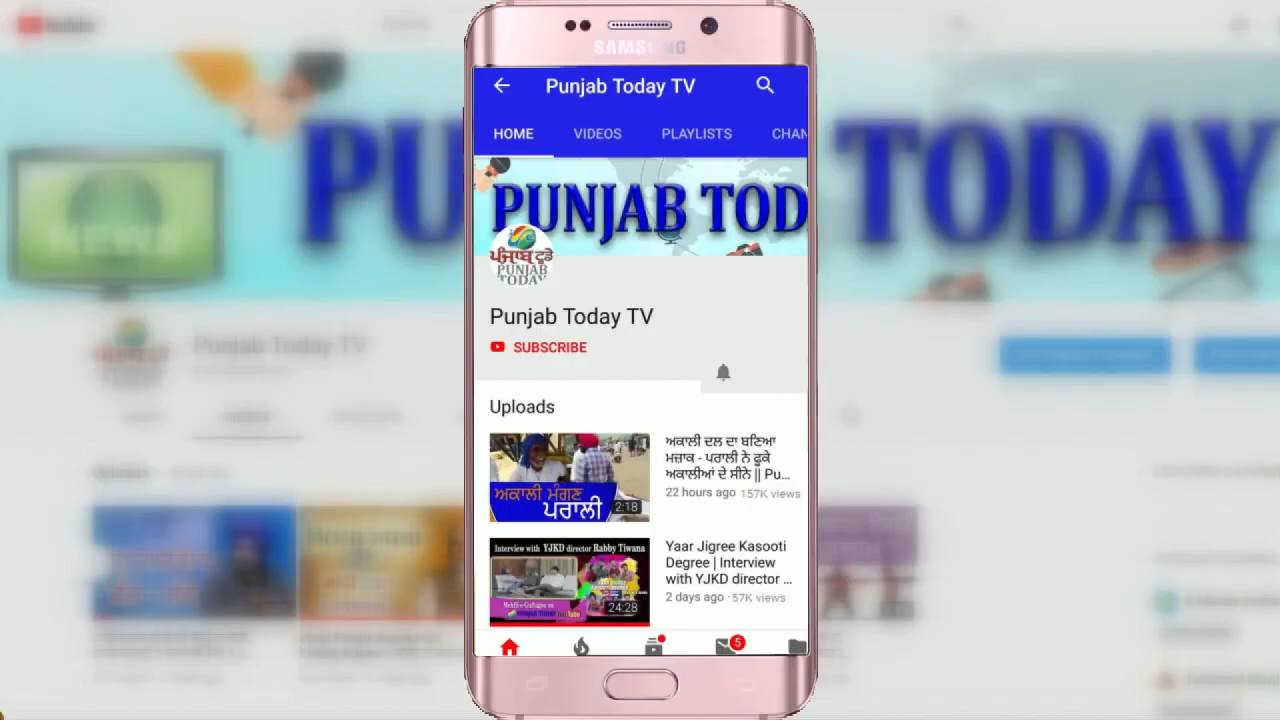 SAMSUNG
Punjab Today TV
HOME VIDEOS PLAYLISTS CHAN
PUNJAB TOD
ਪੰਜਾਬ ਟੂਡੇ
PUNJAB
TODAY
Punjab Today TV
SUBSCRIBE
Uploads
ਅਕਾਲੀ ਮੰਗਣ
ਪਰਾਲੀ
2:18
ਅਕਾਲੀ ਦਲ ਦਾ ਬਣਿਆ
ਮਜ਼ਾਕ - ਪਰਾਲੀ ਨੇ ਫੂਕੇ
ਅਕਾਲੀਆਂ ਦੇ ਸੀਨੇ || Pu...
22 hours ago 157K views
Interview with YJKD director Rabby Tiwana
24:28
Yaar Jigree Kasooti
Degree | Interview
with YJKD director ...
2 days ago · 57K views
5
PU
TODAY
NEWS
Punjab Today TV